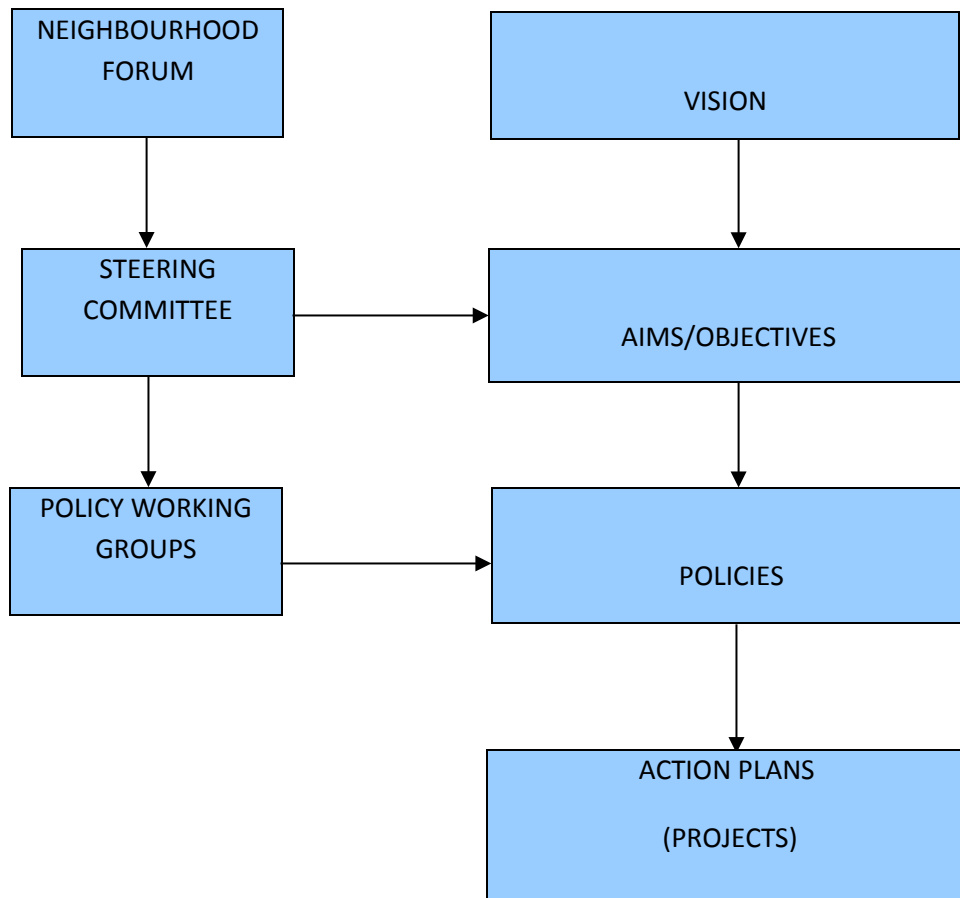 NEIGHBOURHOOD
FORUM
VISION
STEERING
COMMITTEE
AIMS/OBJECTIVES
POLICY WORKING
GROUPS
POLICIES
ACTION PLANS
(PROJECTS)